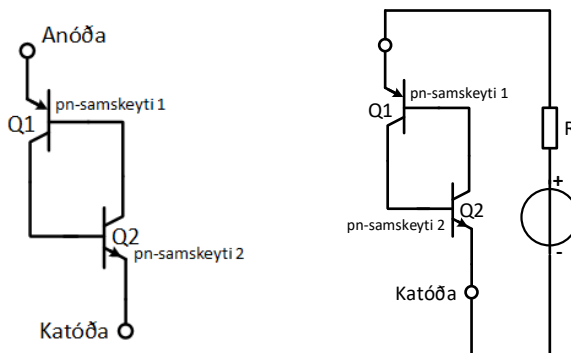 Anóða
pn-samskeyti 1
Q1
Q2
pn-samskeyti 2
Katóða
pn-samskeyti 1
Q1
R
+
Q2
pn-samskeyti 2
-
Katóða